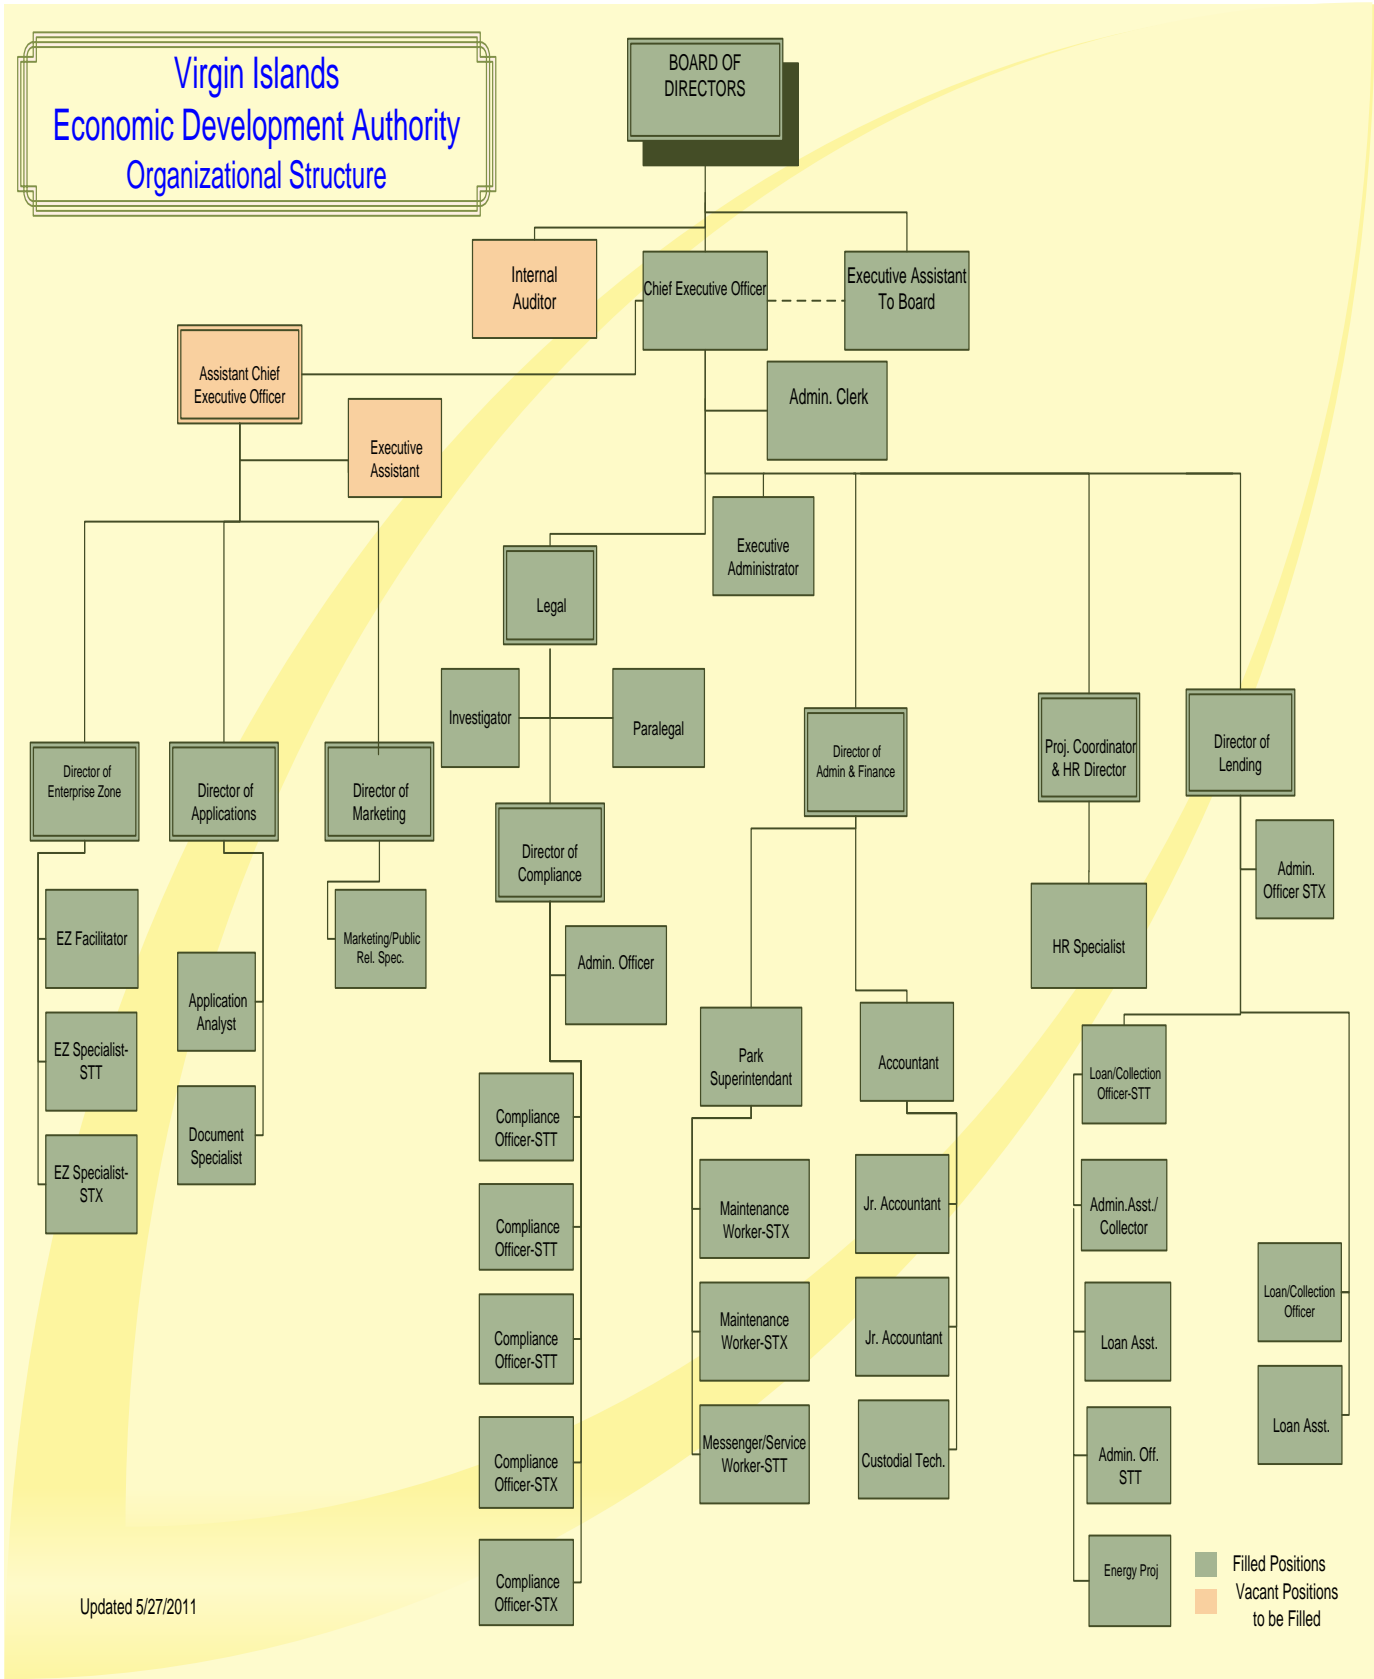 Virgin Islands
Economic Development Authority
Organizational Structure
BOARD OF
DIRECTORS
Internal
Auditor
Chief Executive Officer
Executive Assistant
To Board
Assistant Chief
Executive Officer
Admin. Clerk
Executive
Assistant
Executive
Administrator
Legal
Investigator
Paralegal
Director of
Enterprise Zone
Director of
Applications
Director of
Marketing
Director of
Compliance
Director of
Admin & Finance
Proj. Coordinator
& HR Director
Director of
Lending
Admin.
Officer STX
EZ Facilitator
EZ Specialist-
STT
EZ Specialist-
STX
Application
Analyst
Document
Specialist
Marketing/Public
Rel. Spec.
Admin. Officer
Compliance
Officer-STT
Compliance
Officer-STT
Compliance
Officer-STT
Compliance
Officer-STX
Compliance
Officer-STX
Park
Superintendant
Maintenance
Worker-STX
Maintenance
Worker-STX
Messenger/Service
Worker-STT
Accountant
Jr. Accountant
Jr. Accountant
Custodial Tech.
HR Specialist
Loan/Collection
Officer-STT
Admin.Asst./
Collector
Loan Asst.
Admin. Off.
STT
Energy Proj
Loan/Collection
Officer
Loan Asst.
Filled Positions
Vacant Positions
to be Filled
Updated 5/27/2011